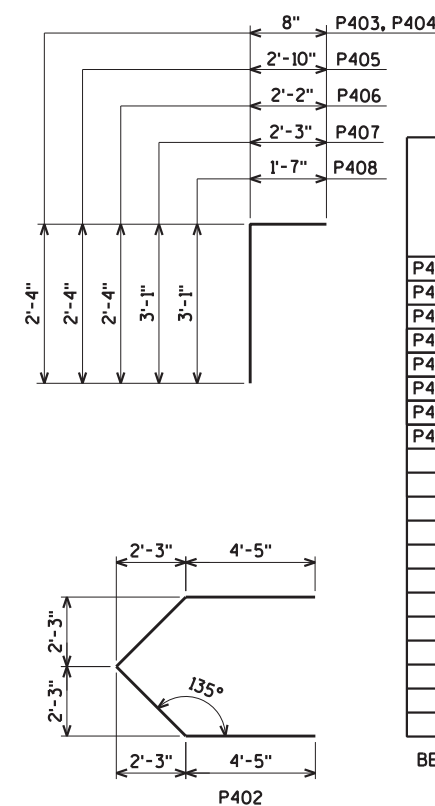 8" P403, P404
2'-10" P405
2'-2" P406
2'-3" P407
1'-7" P408
2'-4"
2'-4"
2'-4"
3'-1"
3'-1"
P4
P4
P4
P4
P4
P4
P4
P4
2'-3" 4'-5"
2'-3"
2'-3"
135°
2'-3" 4'-5"
P402
BE